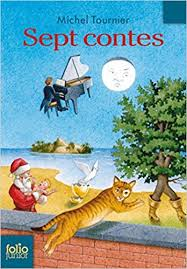 Michel Tournier
Sept contes
folio
junior